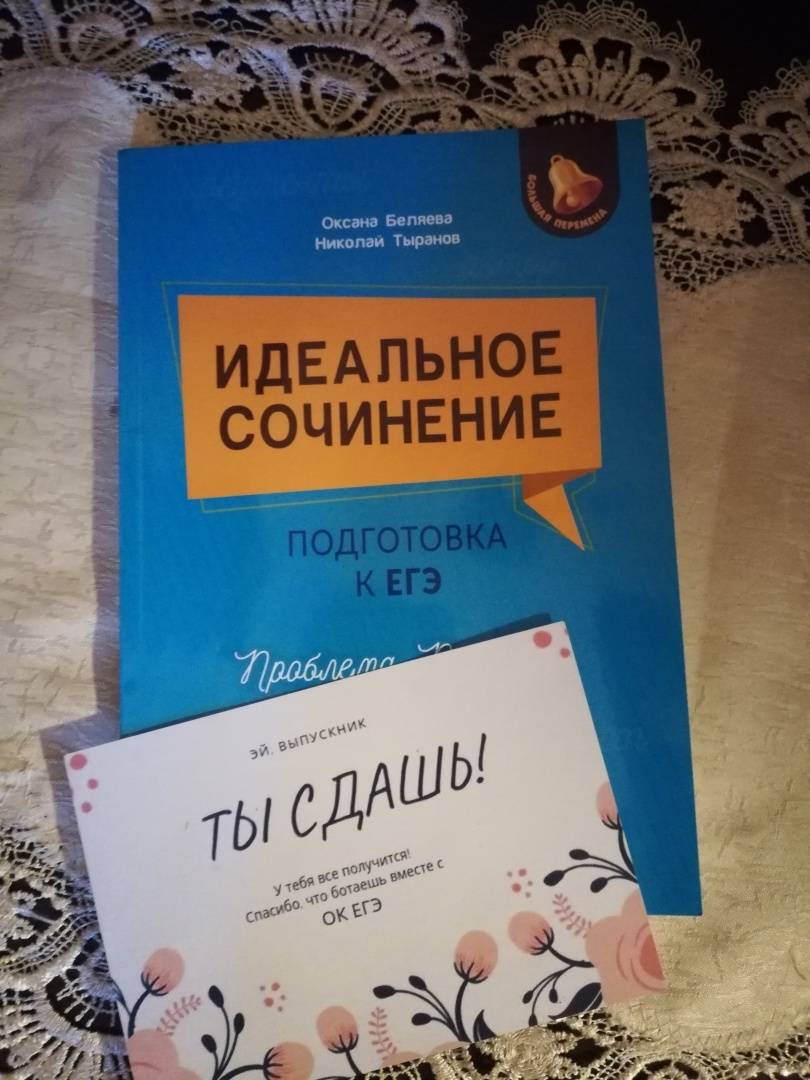 БОЛЬШАЯ ПЕРЕМЕНА
Оксана Беляева
Николай Тыранов
ИДЕАЛЬНОЕ
СОЧИНЕНИЕ
ПОДГОТОВКА
К ЕГЭ
Проблема
ЭЙ, ВЫПУСКНИК
ТЫ СДАШЬ!
У тебя все получится!
Спасибо, что ботаешь вместе с
ОК ЕГЭ